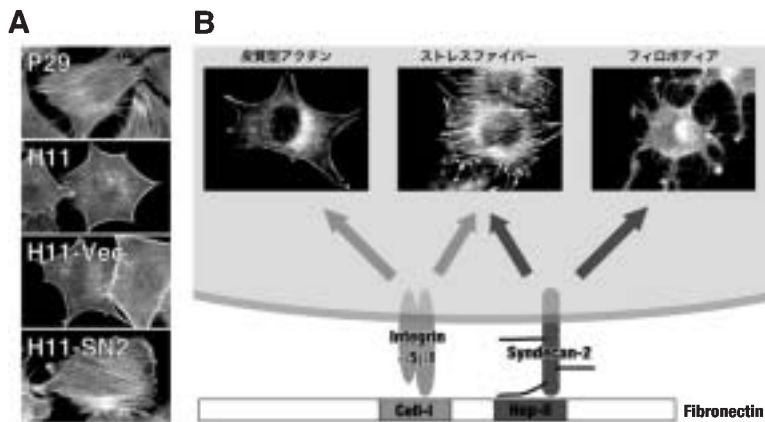 A
P29
H11
H11-Vec
H11-SN2
B
皮質型アクチン
ストレスファイバー
フィロポディア
Integrin
α5β1
Syndecan-2
Cell-I
Hep-II
Fibronectin